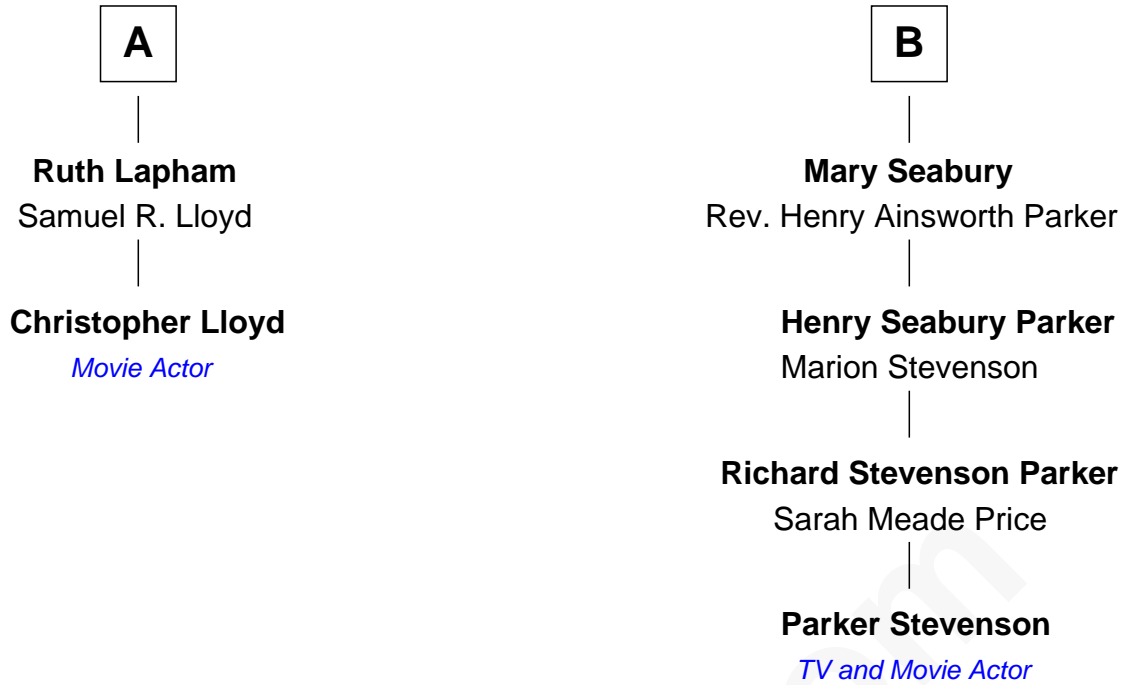 A
Ruth Lapham
Samuel R. Lloyd
Christopher Lloyd
Movie Actor
B
Mary Seabury
Rev. Henry Ainsworth Parker
Henry Seabury Parker
Marion Stevenson
Richard Stevenson Parker
Sarah Meade Price
Parker Stevenson
TV and Movie Actor